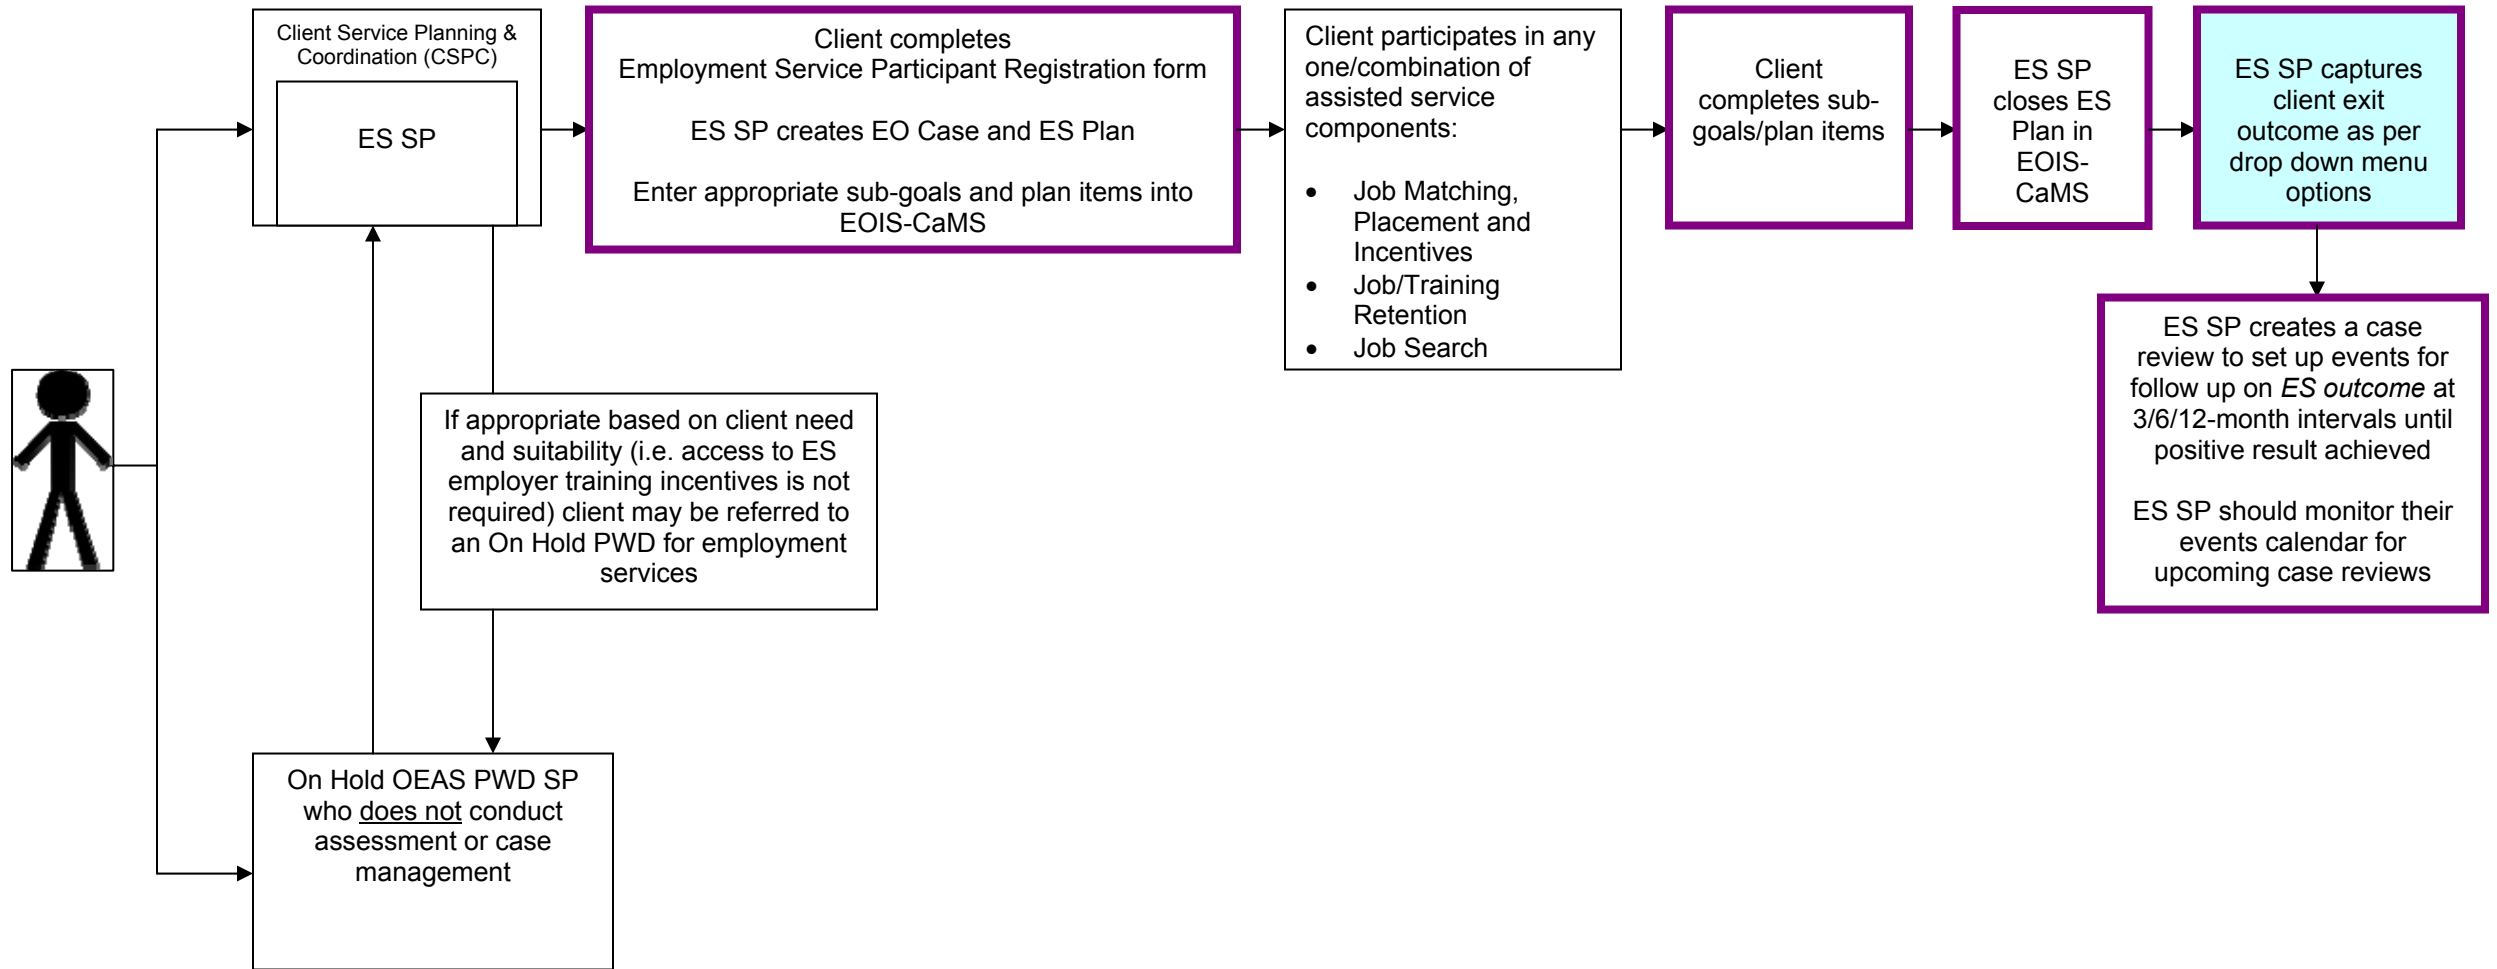 Client Service Planning &
Coordination (CSPC)
ES SP
Client completes
Employment Service Participant Registration form
ES SP creates EO Case and ES Plan
Enter appropriate sub-goals and plan items into
EOIS-CaMS
Client participates in any
one/combination of
assisted service
components:
• Job Matching,
Placement and
Incentives
• Job/Training
Retention
• Job Search
Client
completes sub-
goals/plan items
ES SP
closes ES
Plan in
EOIS-
CaMS
ES SP captures
client exit
outcome as per
drop down menu
options
ES SP creates a case
review to set up events for
follow up on ES outcome at
3/6/12-month intervals until
positive result achieved
ES SP should monitor their
events calendar for
upcoming case reviews
If appropriate based on client need
and suitability (i.e. access to ES
employer training incentives is not
required) client may be referred to
an On Hold PWD for employment
services
On Hold OEAS PWD SP
who does not conduct
assessment or case
management